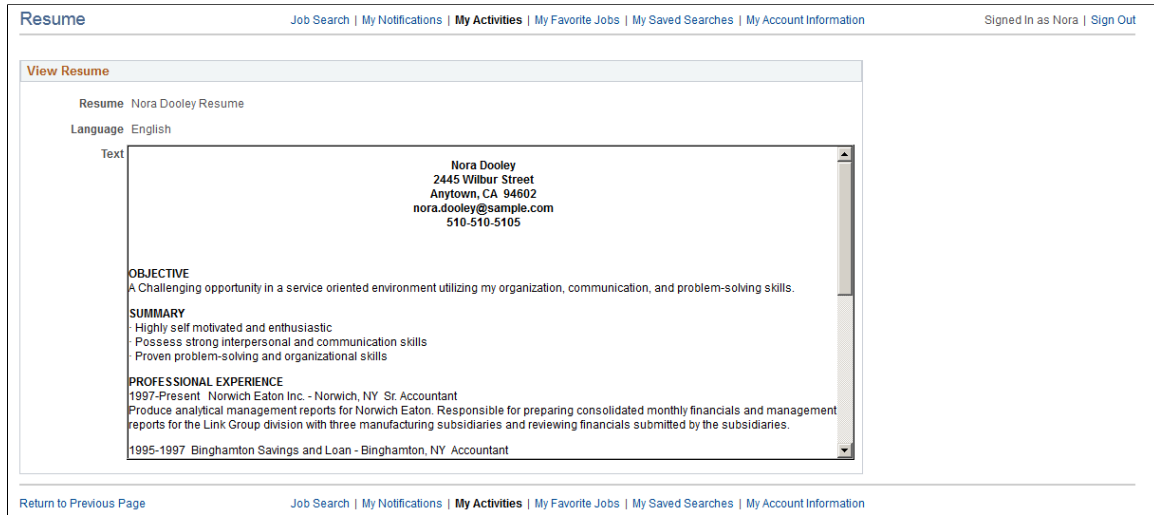 Resume
Job Search | My Notifications | My Activities | My Favorite Jobs | My Saved Searches | My Account Information
Signed In as Nora | Sign Out
View Resume
Resume Nora Dooley Resume
Language English
Text
Nora Dooley
2445 Wilbur Street
Anytown, CA  94602
nora.dooley@sample.com
510-510-5105
OBJECTIVE
A Challenging opportunity in a service oriented environment utilizing my organization, communication, and problem-solving skills.
SUMMARY
- Highly self motivated and enthusiastic
- Possess strong interpersonal and communication skills
- Proven problem-solving and organizational skills
PROFESSIONAL EXPERIENCE
1997-Present  Norwich Eaton Inc. - Norwich, NY  Sr. Accountant
Produce analytical management reports for Norwich Eaton. Responsible for preparing consolidated monthly financials and management
reports for the Link Group division with three manufacturing subsidiaries and reviewing financials submitted by the subsidiaries.
1995-1997  Binghamton Savings and Loan - Binghamton, NY  Accountant
Return to Previous Page
Job Search | My Notifications | My Activities | My Favorite Jobs | My Saved Searches | My Account Information